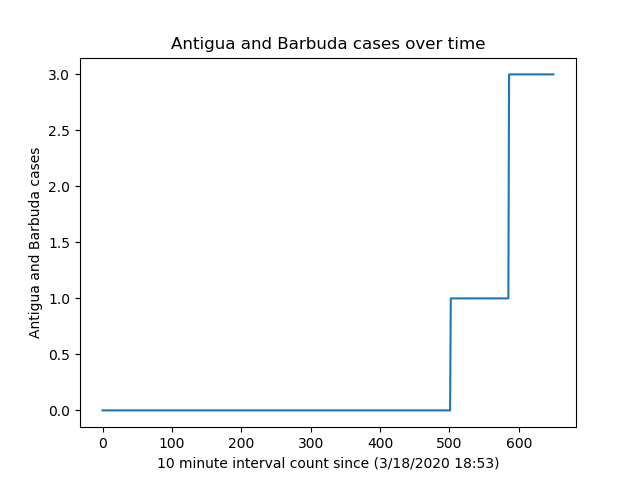 Antigua and Barbuda cases over time
Antigua and Barbuda cases
3.0
2.5
2.0
1.5
1.0
0.5
0.0
0 100 200 300 400 500 600
10 minute interval count since (3/18/2020 18:53)